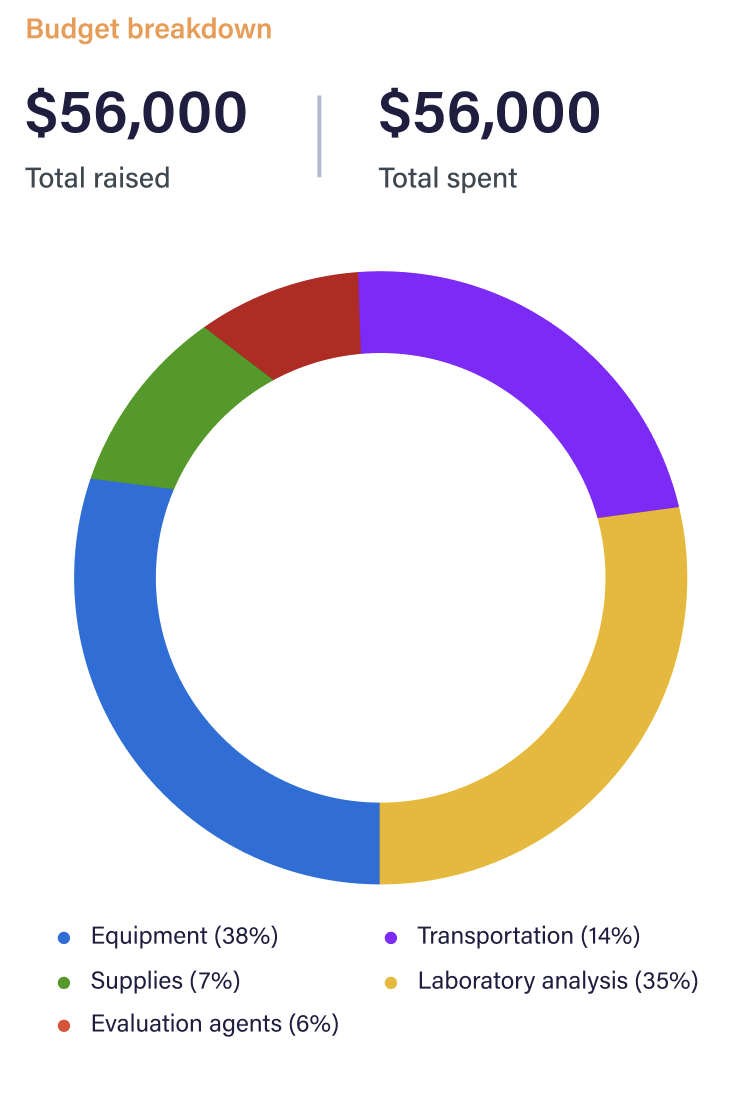 Budget breakdown
$56,000
Total raised
$56,000
Total spent
Equipment (38%)
Supplies (7%)
Evaluation agents (6%)
Transportation (14%)
Laboratory analysis (35%)